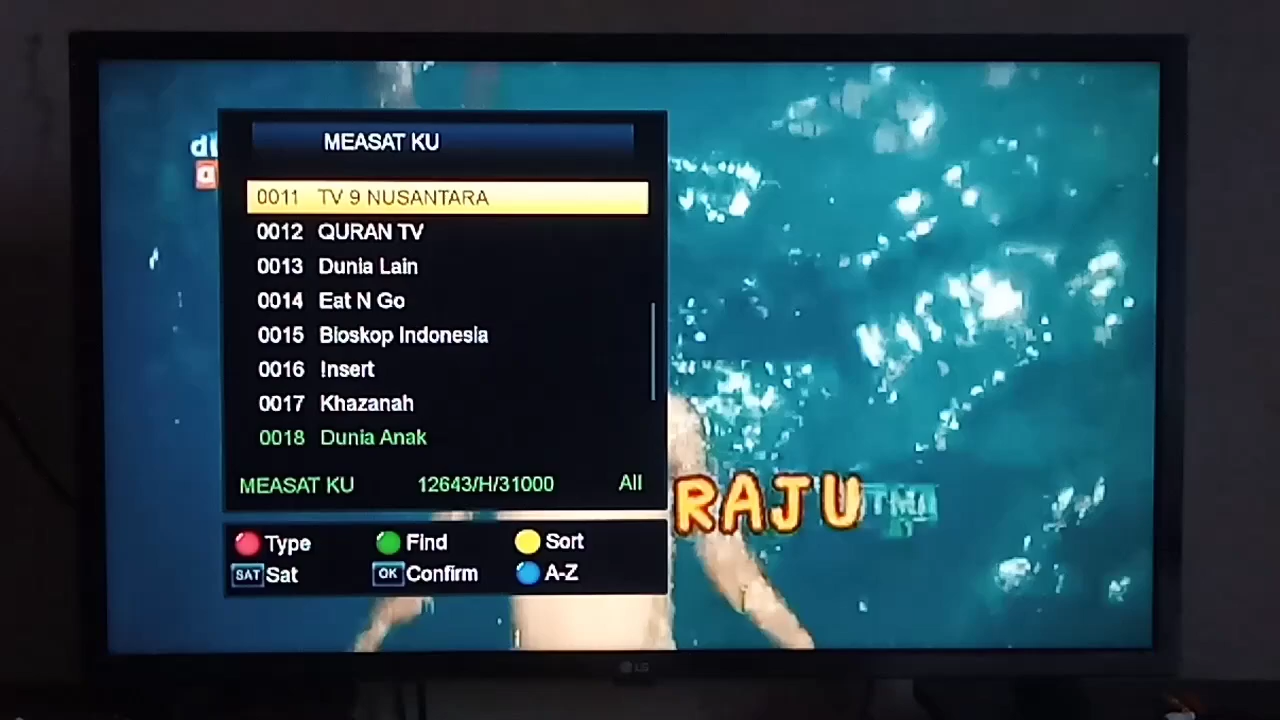 MEASAT KU
0011 TV 9 NUSANTARA
0012 QURAN TV
0013 Dunia Lain
0014 Eat N Go
0015 Bioskop Indonesia
0016 !nsert
0017 Khazanah
0018 Dunia Anak
MEASAT KU 12643/H/31000 All
RAJU
Type Find Sort
SAT Sat OK Confirm A-Z
LG